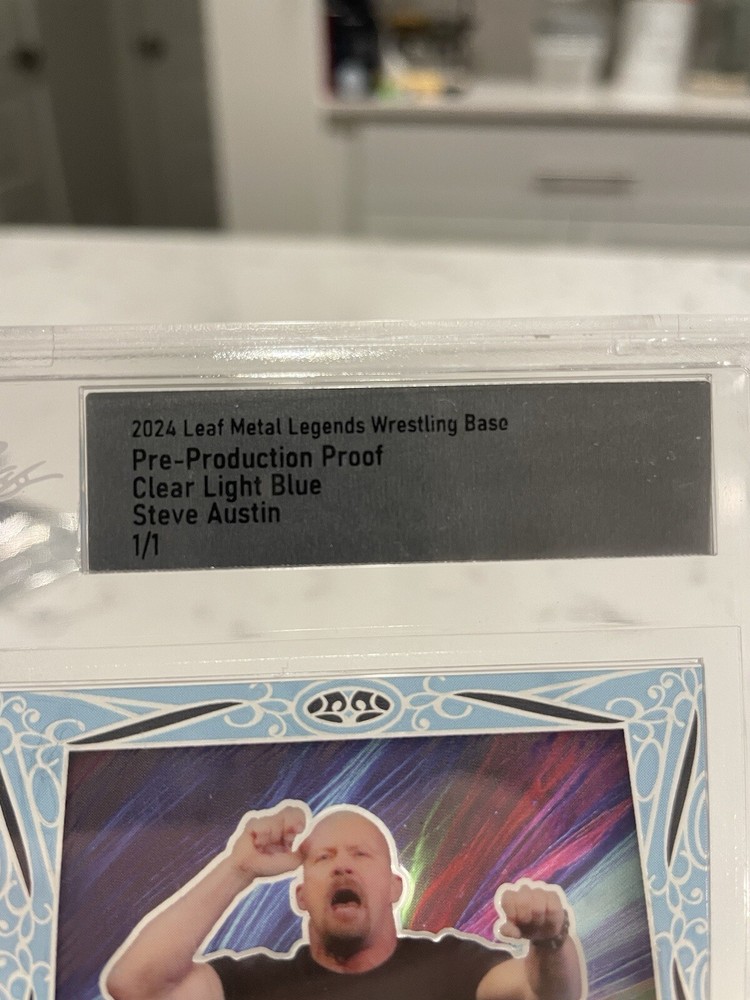 2024 Leaf Metal Legends Wrestling Base
Pre-Production Proof
Clear Light Blue
Steve Austin
1/1